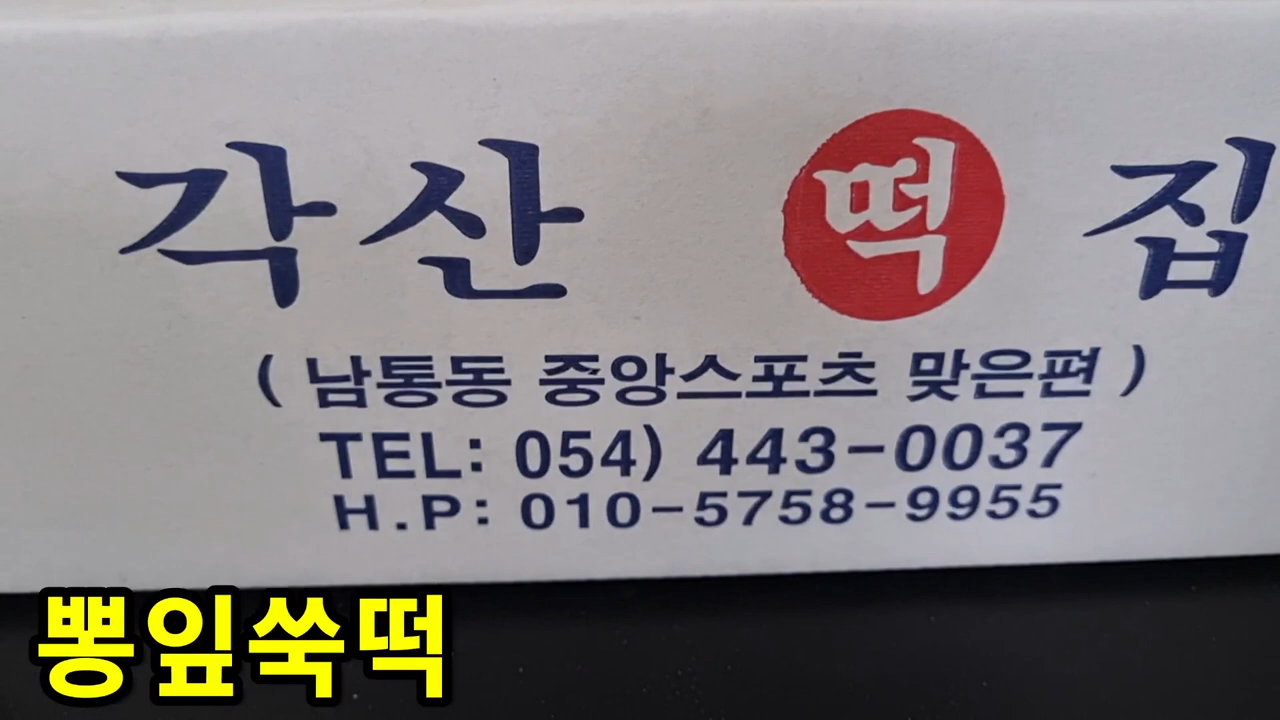 각산 떡 집
( 남통동 중앙스포츠 맞은편 )
TEL: 054) 443-0037
H.P: 010-5758-9955
뽕잎쑥떡